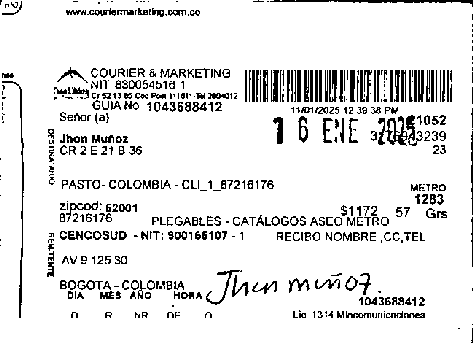 www.couriermarketing.com.co
COURIER & MARKETING
NIT 830054516 1
GUIA No 1043688412
11/01/2025 12 39 38 PM
Señor (a)
16 ENE 2025
Jhon Muñoz
CR 2 E 21 B 36
23
DESTINATARIO
PASTO- COLOMBIA - CLI_1_87216176
METRO
1283
zipcod: 52001
87216176
$1172 57 Grs
PLEGABLES - CATÁLOGOS ASEO METRO
REMITENTE
CENCOSUD - NIT: 900155107 - 1 RECIBO NOMBRE ,CC,TEL
AV 9 125 30
BOGOTA - COLOMBIA
DIA MES AÑO HORA
Jhon muñoz
1043688412
Lic 1314 Mincomunicaciones